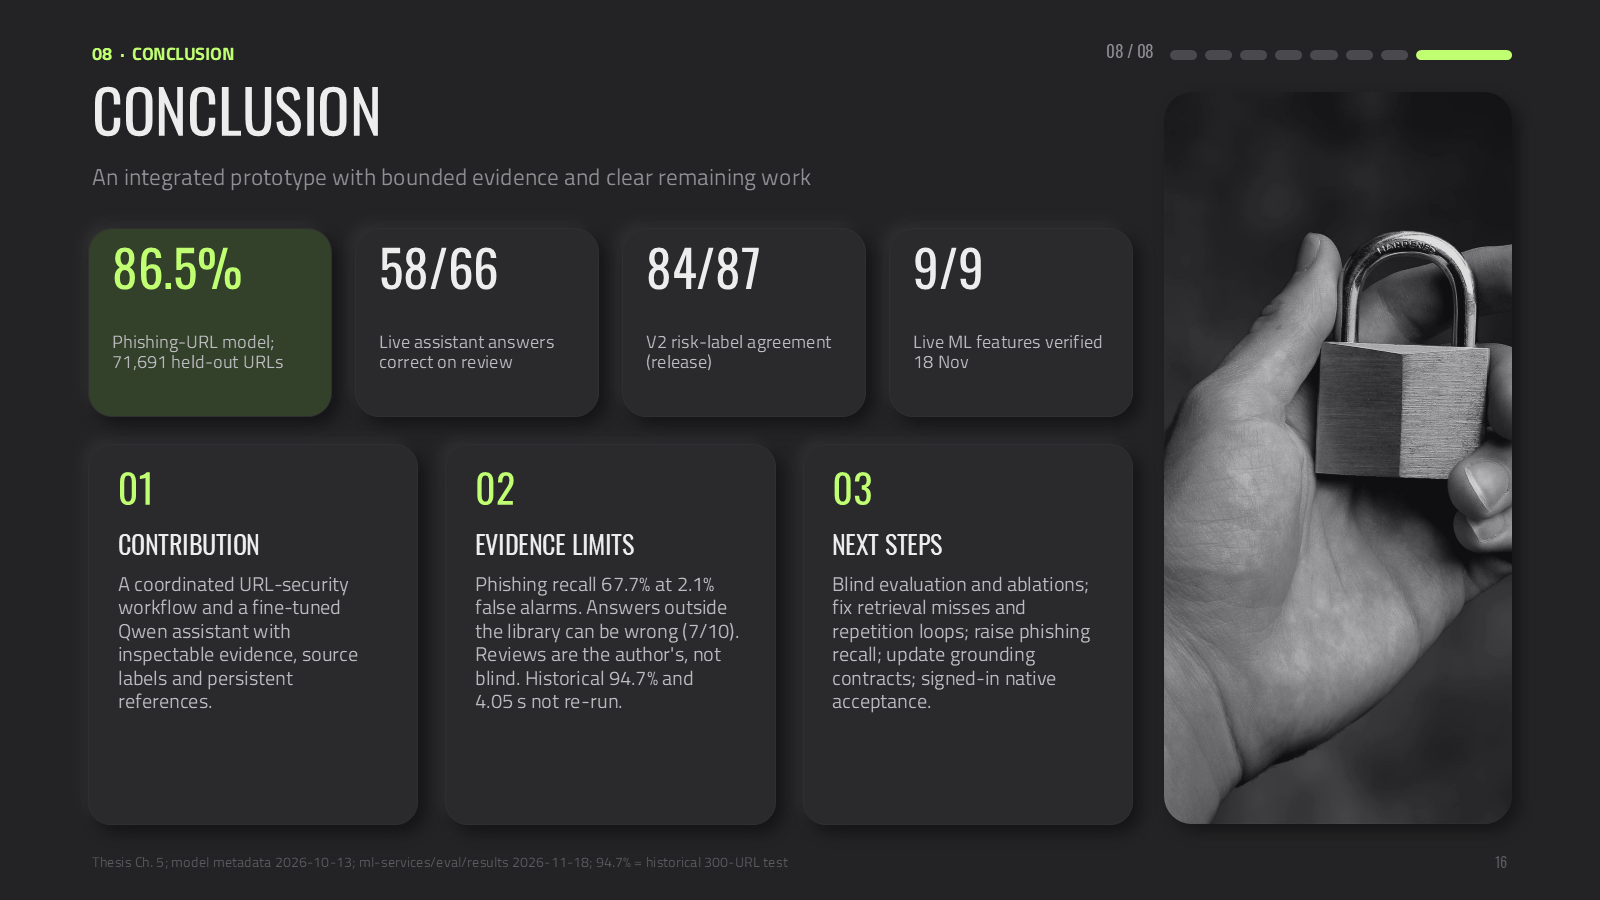 08 · CONCLUSION
08 / 08
CONCLUSION
An integrated prototype with bounded evidence and clear remaining work
86.5%
Phishing-URL model;
71,691 held-out URLs
58/66
Live assistant answers
correct on review
84/87
V2 risk-label agreement
(release)
9/9
Live ML features verified
18 Nov
HARDENED
01
CONTRIBUTION
A coordinated URL-security
workflow and a fine-tuned
Qwen assistant with
inspectable evidence, source
labels and persistent
references.
02
EVIDENCE LIMITS
Phishing recall 67.7% at 2.1%
false alarms. Answers outside
the library can be wrong (7/10).
Reviews are the author's, not
blind. Historical 94.7% and
4.05 s not re-run.
03
NEXT STEPS
Blind evaluation and ablations;
fix retrieval misses and
repetition loops; raise phishing
recall; update grounding
contracts; signed-in native
acceptance.
Thesis Ch. 5; model metadata 2026-10-13; ml-services/eval/results 2026-11-18; 94.7% = historical 300-URL test
16